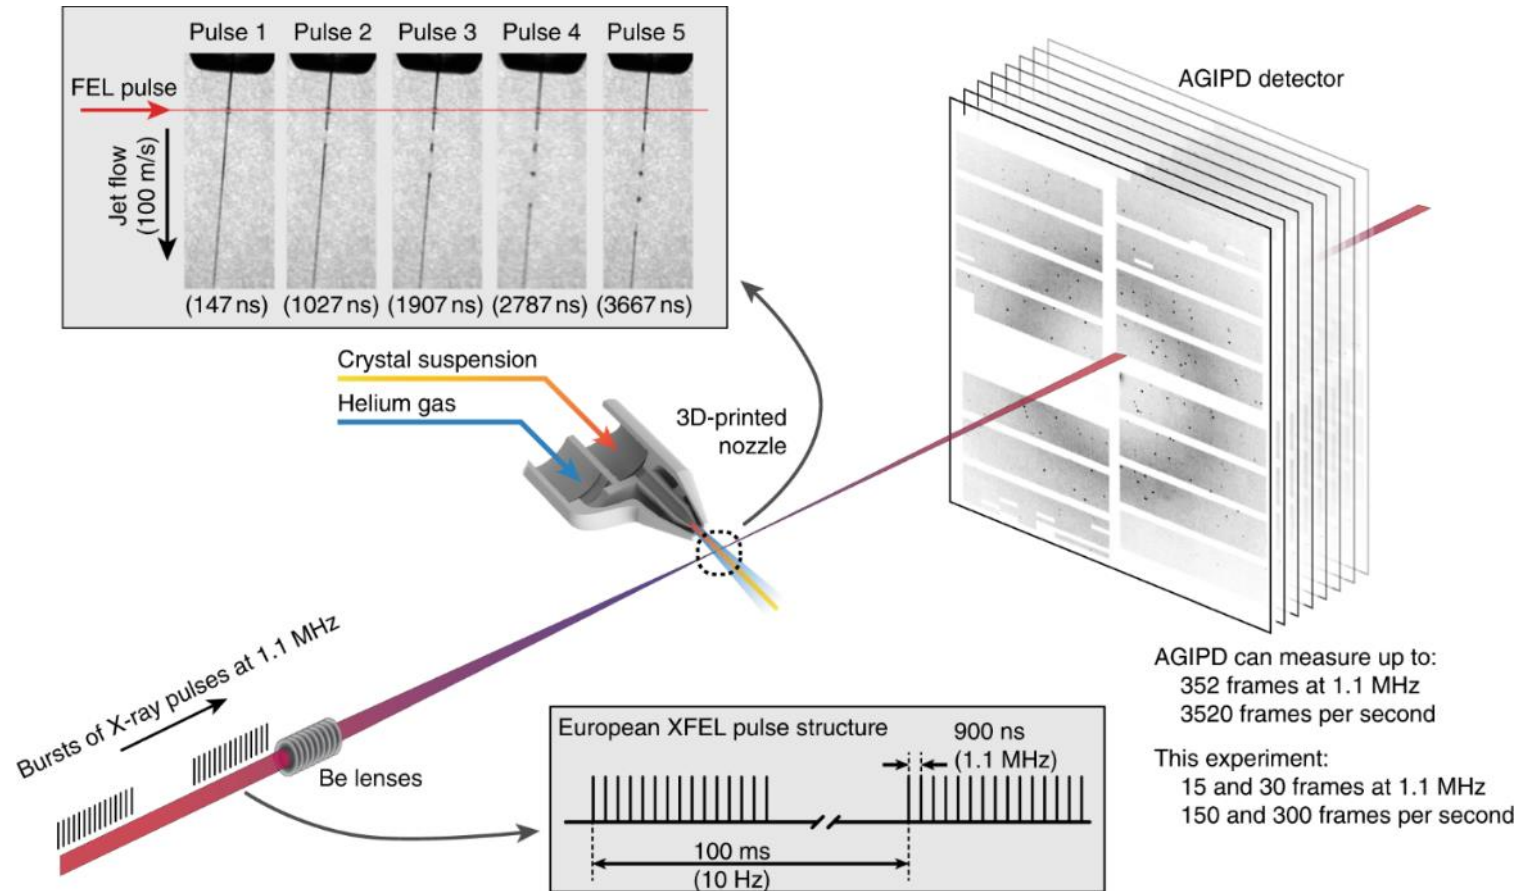 Pulse 1
Pulse 2
Pulse 3
Pulse 4
Pulse 5
FEL pulse
Jet flow
(100 m/s)
(147 ns)
(1027 ns)
(1907 ns)
(2787 ns)
(3667 ns)
AGIPD detector
Crystal suspension
Helium gas
3D-printed
nozzle
Bursts of X-ray pulses at 1.1 MHz
Be lenses
European XFEL pulse structure
900 ns
(1.1 MHz)
100 ms
(10 Hz)
AGIPD can measure up to:
352 frames at 1.1 MHz
3520 frames per second
This experiment:
15 and 30 frames at 1.1 MHz
150 and 300 frames per second